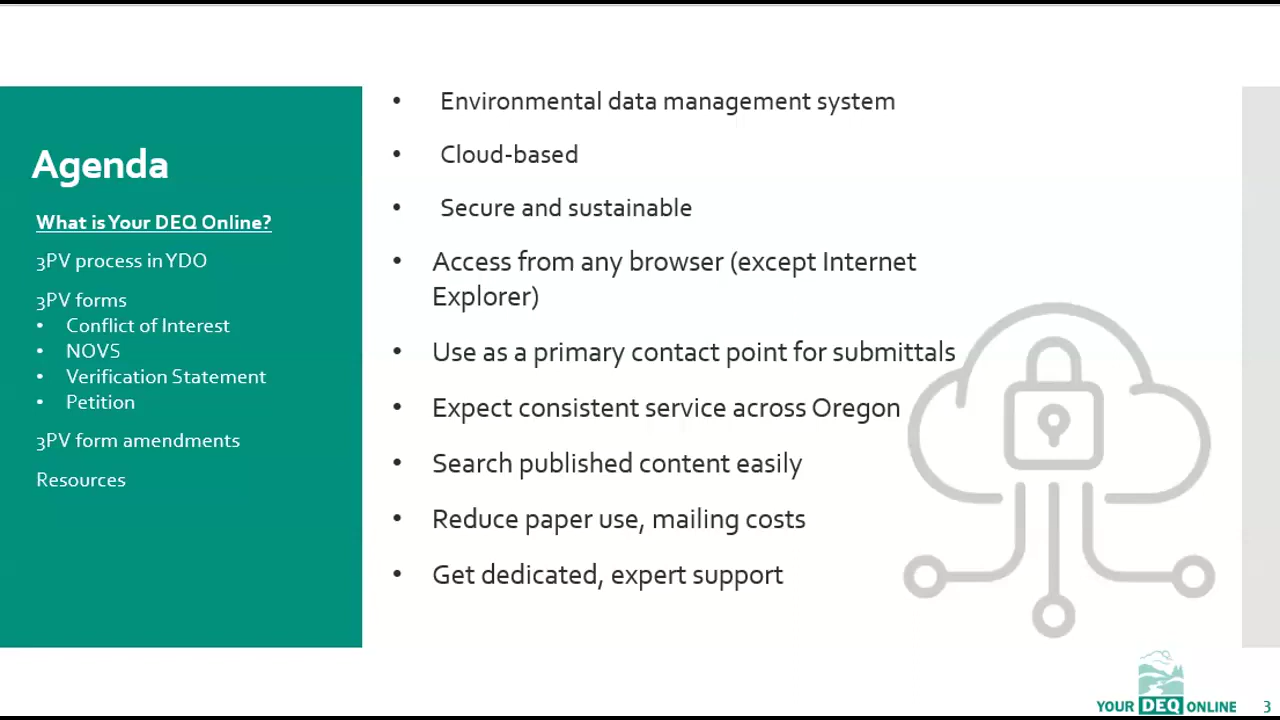 Agenda
What is Your DEQ Online?
3PV process in YDO
3PV forms
• Conflict of Interest
• NOVS
• Verification Statement
• Petition
3PV form amendments
Resources
• Environmental data management system
• Cloud-based
• Secure and sustainable
• Access from any browser (except Internet
Explorer)
• Use as a primary contact point for submittals
• Expect consistent service across Oregon
• Search published content easily
• Reduce paper use, mailing costs
• Get dedicated, expert support
YOUR DEQ ONLINE
3